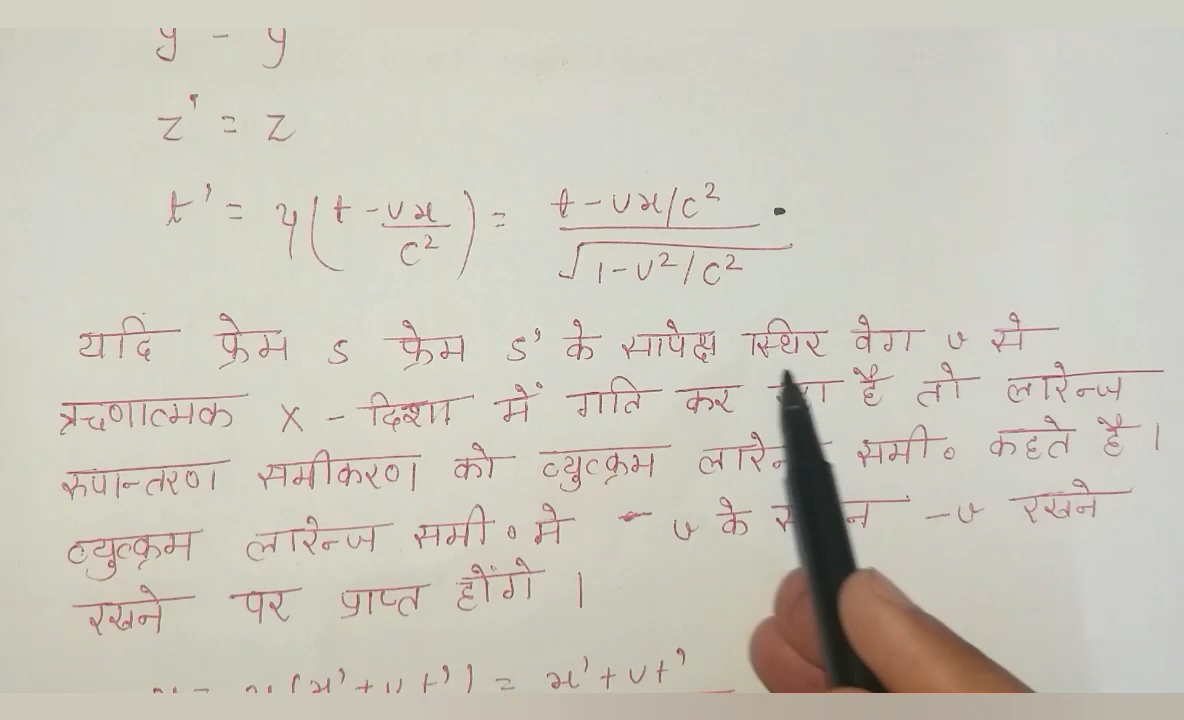 y - y
z' = z
t' = γ(t - vx/c²) = t - vx/c² / √1-v²/c²
यदि फ्रेम S फ्रेम S' के सापेक्ष स्थिर वेग v से
ऋणात्मक X - दिशा में गति कर है तो लारेन्ज
रुपान्तरण समीकरण को व्युत्क्रम समी० कहते है।
व्युत्क्रम लारेन्ज समी० मे - v के -v रखने
रखने पर प्राप्त होंगे ।
(x' + vt') = x' + vt'